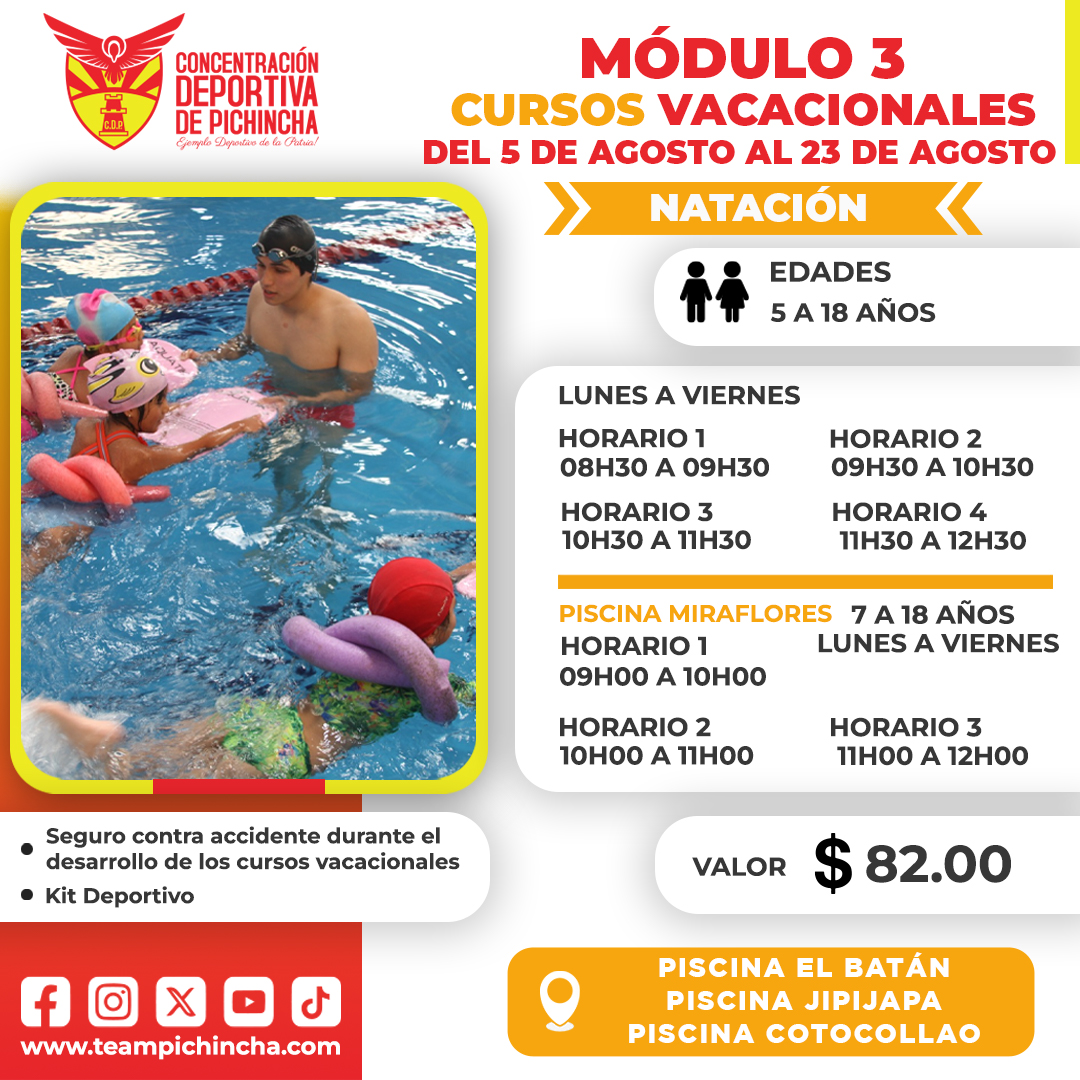 CONCENTRACIÓN
DEPORTIVA
DE PICHINCHA
Ejemplo Deportivo de la Patria!
C.D.P.
MÓDULO 3
CURSOS VACACIONALES
DEL 5 DE AGOSTO AL 23 DE AGOSTO
NATACIÓN
EDADES
5 A 18 AÑOS
LUNES A VIERNES
HORARIO 1
08H30 A 09H30
HORARIO 2
09H30 A 10H30
HORARIO 3
10H30 A 11H30
HORARIO 4
11H30 A 12H30
PISCINA MIRAFLORES 7 A 18 AÑOS
LUNES A VIERNES
HORARIO 1
09H00 A 10H00
HORARIO 2
10H00 A 11H00
HORARIO 3
11H00 A 12H00
Seguro contra accidente durante el
desarrollo de los cursos vacacionales
Kit Deportivo
VALOR $ 82.00
PISCINA EL BATÁN
PISCINA JIPIJAPA
PISCINA COTOCOLLAO
www.teampichincha.com